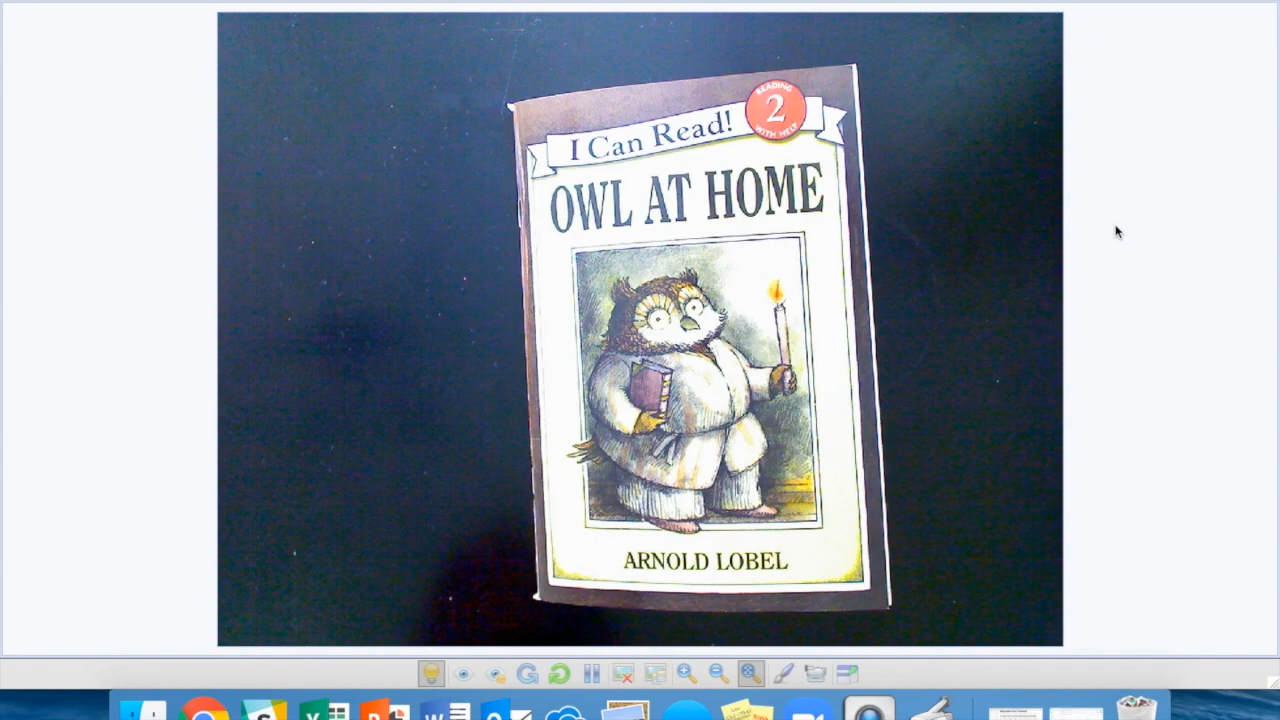 READING
2
WITH HELP
I Can Read!
OWL AT HOME
ARNOLD LOBEL